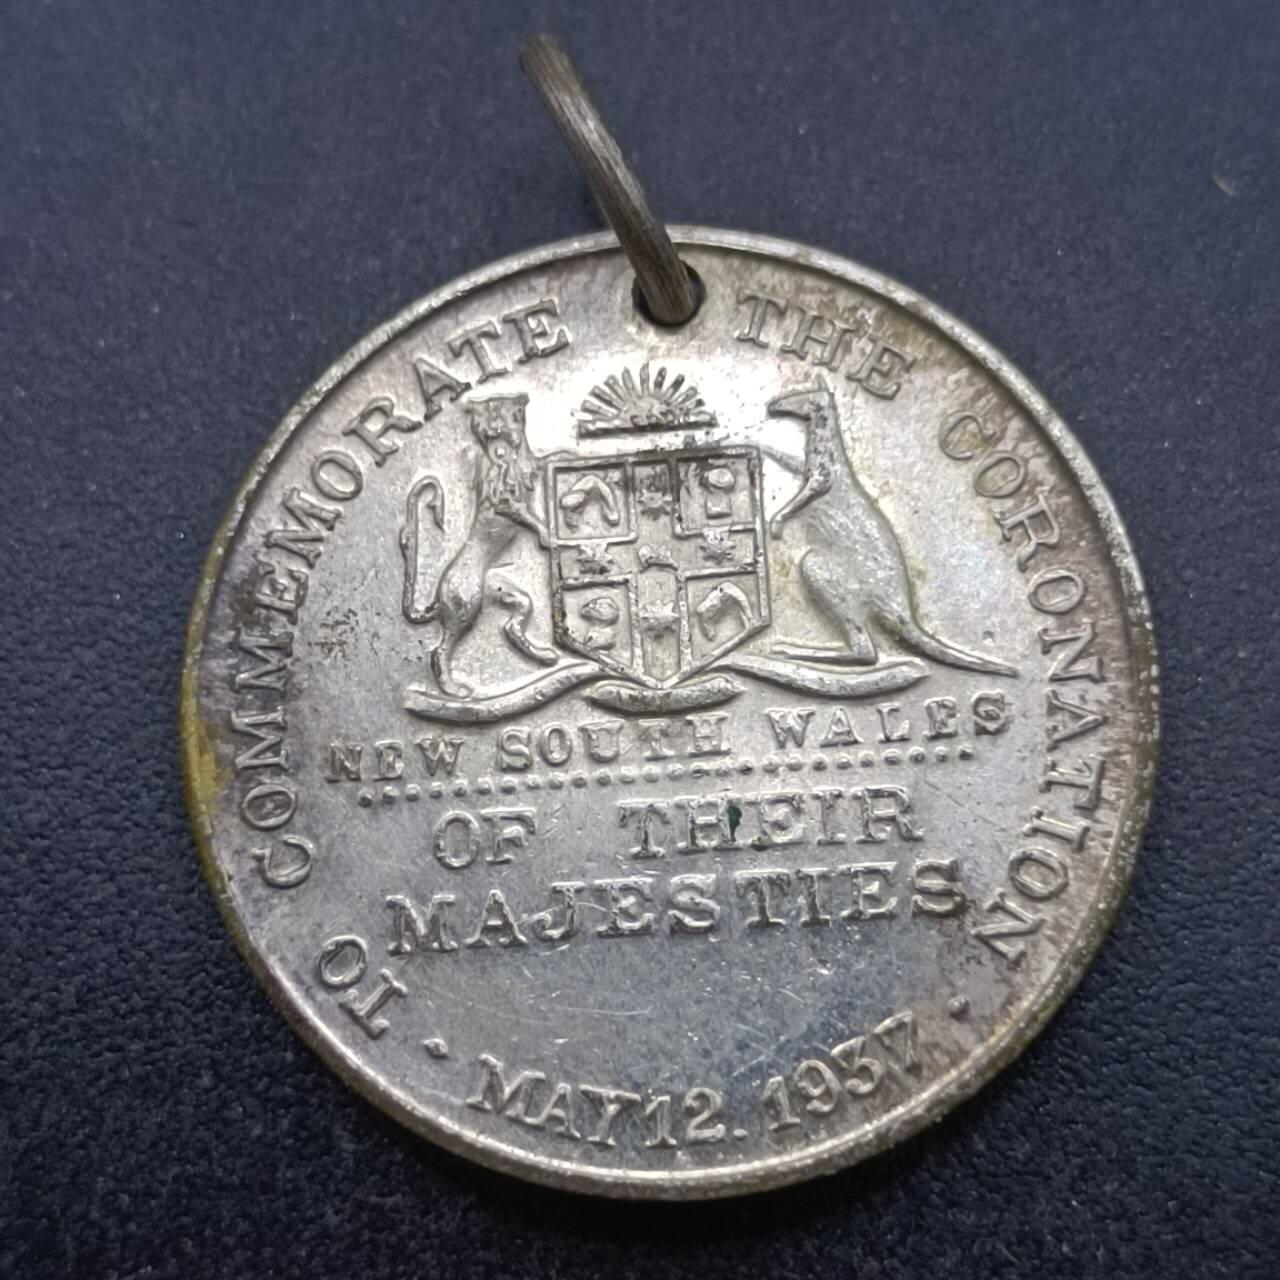 TO COMMEMORATE THE CORONATION
NEW SOUTH WALES
OF THEIR
MAJESTIES
· MAY 12. 1937 ·